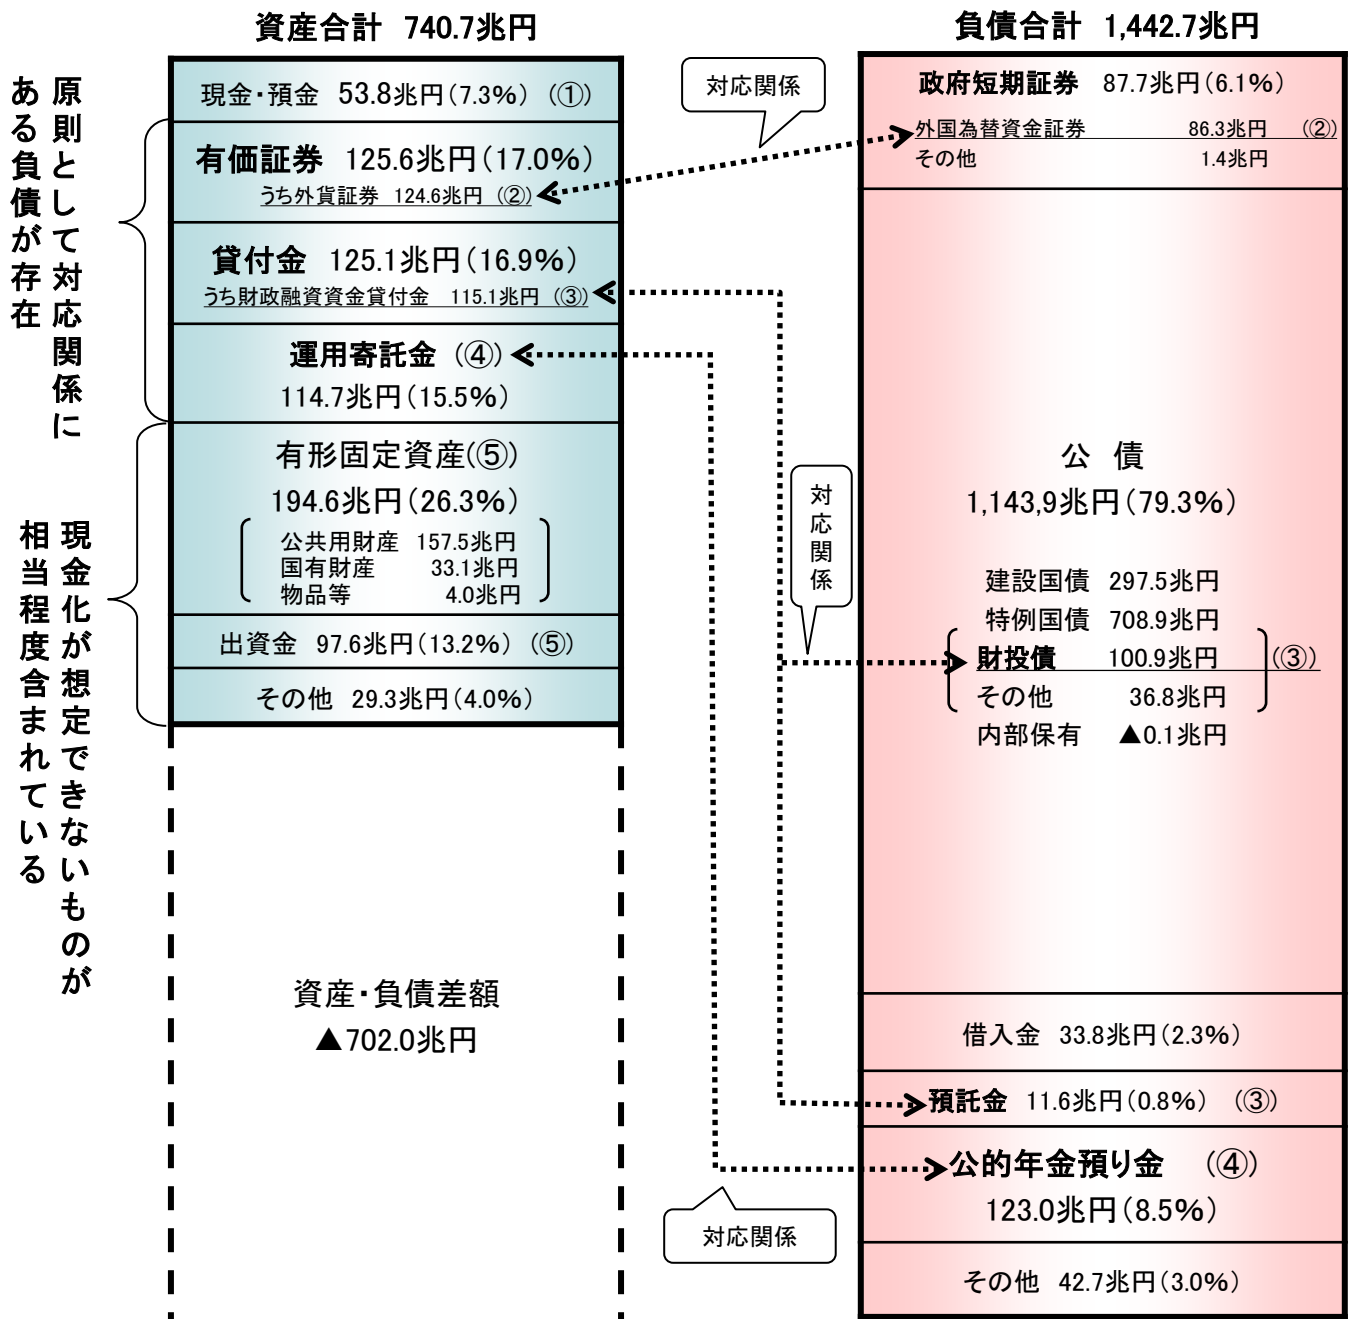 資産合計 740.7兆円
原則として対応関係に
ある負債が存在
現金・預金 53.8兆円(7.3%) (①)
有価証券 125.6兆円(17.0%)
うち外貨証券 124.6兆円 (②)
貸付金 125.1兆円(16.9%)
うち財政融資資金貸付金 115.1兆円 (③)
運用寄託金 (④)
114.7兆円(15.5%)
現金化が想定できないものが
相当程度含まれている
有形固定資産(⑤)
194.6兆円(26.3%)
公共用財産 157.5兆円
国有財産 33.1兆円
物品等 4.0兆円
出資金 97.6兆円(13.2%) (⑤)
その他 29.3兆円(4.0%)
資産・負債差額
▲702.0兆円
対応関係
対応関係
対応関係
負債合計 1,442.7兆円
政府短期証券 87.7兆円(6.1%)
外国為替資金証券 86.3兆円 (②)
その他 1.4兆円
公 債
1,143,9兆円(79.3%)
建設国債 297.5兆円
特例国債 708.9兆円
財投債 100.9兆円 (③)
その他 36.8兆円
内部保有 ▲0.1兆円
借入金 33.8兆円(2.3%)
預託金 11.6兆円(0.8%) (③)
公的年金預り金 (④)
123.0兆円(8.5%)
その他 42.7兆円(3.0%)